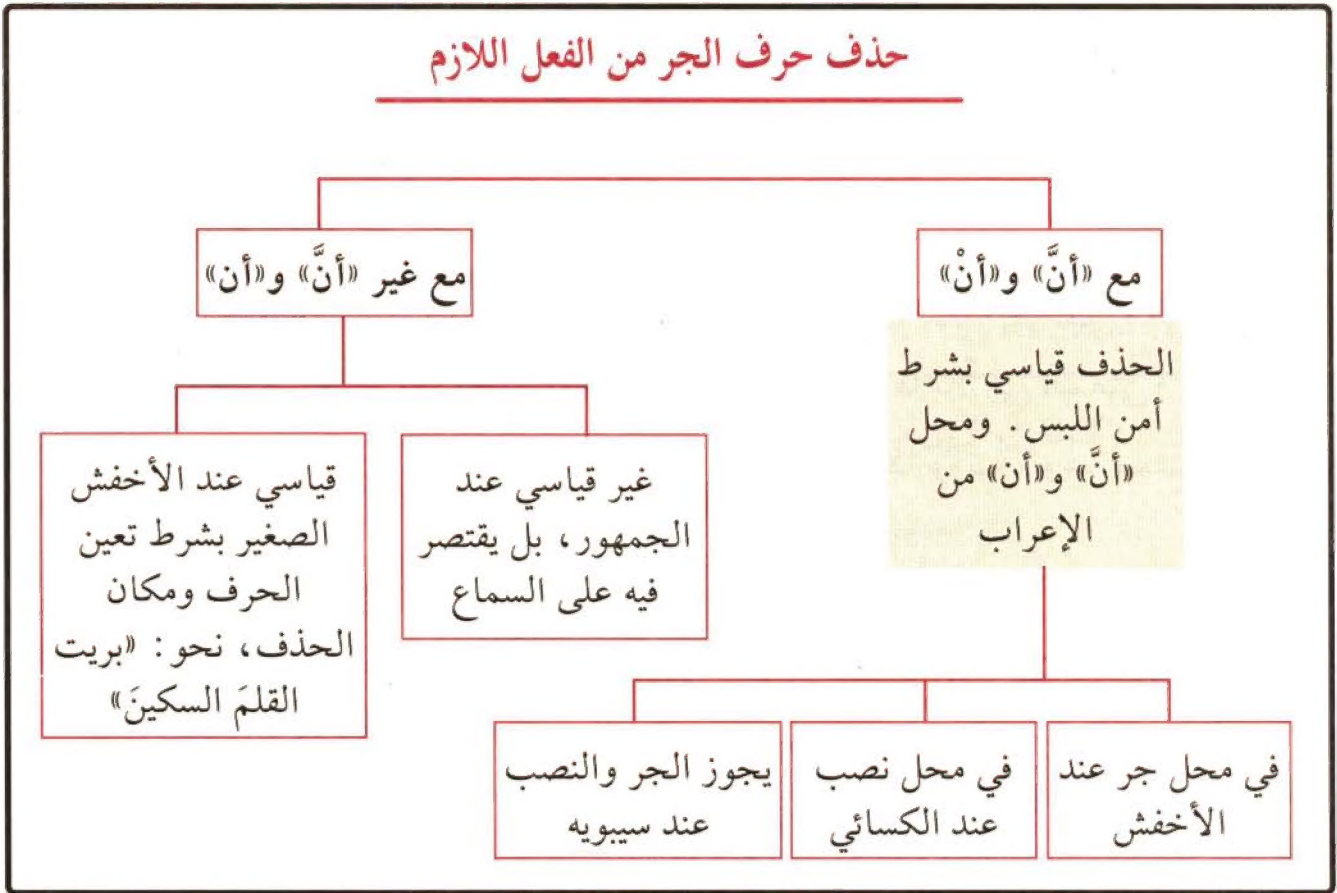 حذف حرف الجر من الفعل اللازم
مع «أنَّ» و«أنْ»
الحذف قياسي بشرط
أمن اللبس. ومحل
«أنَّ» و«أن» من
الإعراب
في محل جر عند
الأخفش
في محل نصب
عند الكسائي
يجوز الجر والنصب
عند سيبويه
مع غير «أنَّ» و«أن»
غير قياسي عند
الجمهور، بل يقتصر
فيه على السماع
قياسي عند الأخفش
الصغير بشرط تعين
الحرف ومكان
الحذف، نحو: «بريت
القلمَ السكينَ»